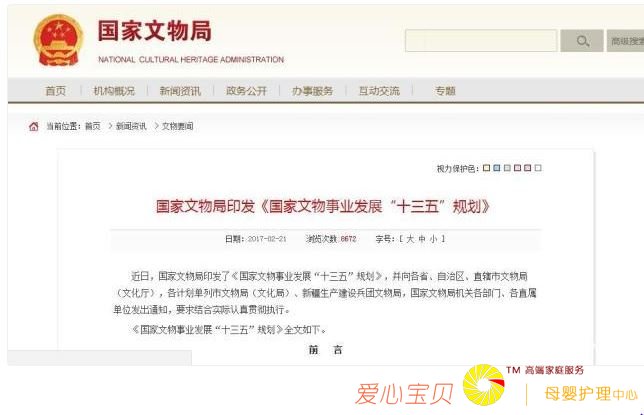 国家文物局
NATIONAL CULTURAL HERITAGE ADMINISTRATION
高级搜索
首页 机构概况 新闻资讯 政务公开 办事服务 互动交流 专题
当前位置：首页 > 新闻资讯 > 文物要闻
视力保护色：
国家文物局印发《国家文物事业发展“十三五”规划》
日期：2017-02-21 浏览次数：8672 字号：[ 大 中 小 ]
近日，国家文物局印发了《国家文物事业发展“十三五”规划》，并向各省、自治区、直辖市文物局
（文化厅），各计划单列市文物局（文化局）、新疆生产建设兵团文物局，国家文物局机关各部门、各直属
单位发出通知，要求结合实际认真贯彻执行。
《国家文物事业发展“十三五”规划》全文如下。
前 言
TM 高端家庭服务
爱心宝贝 母婴护理中心